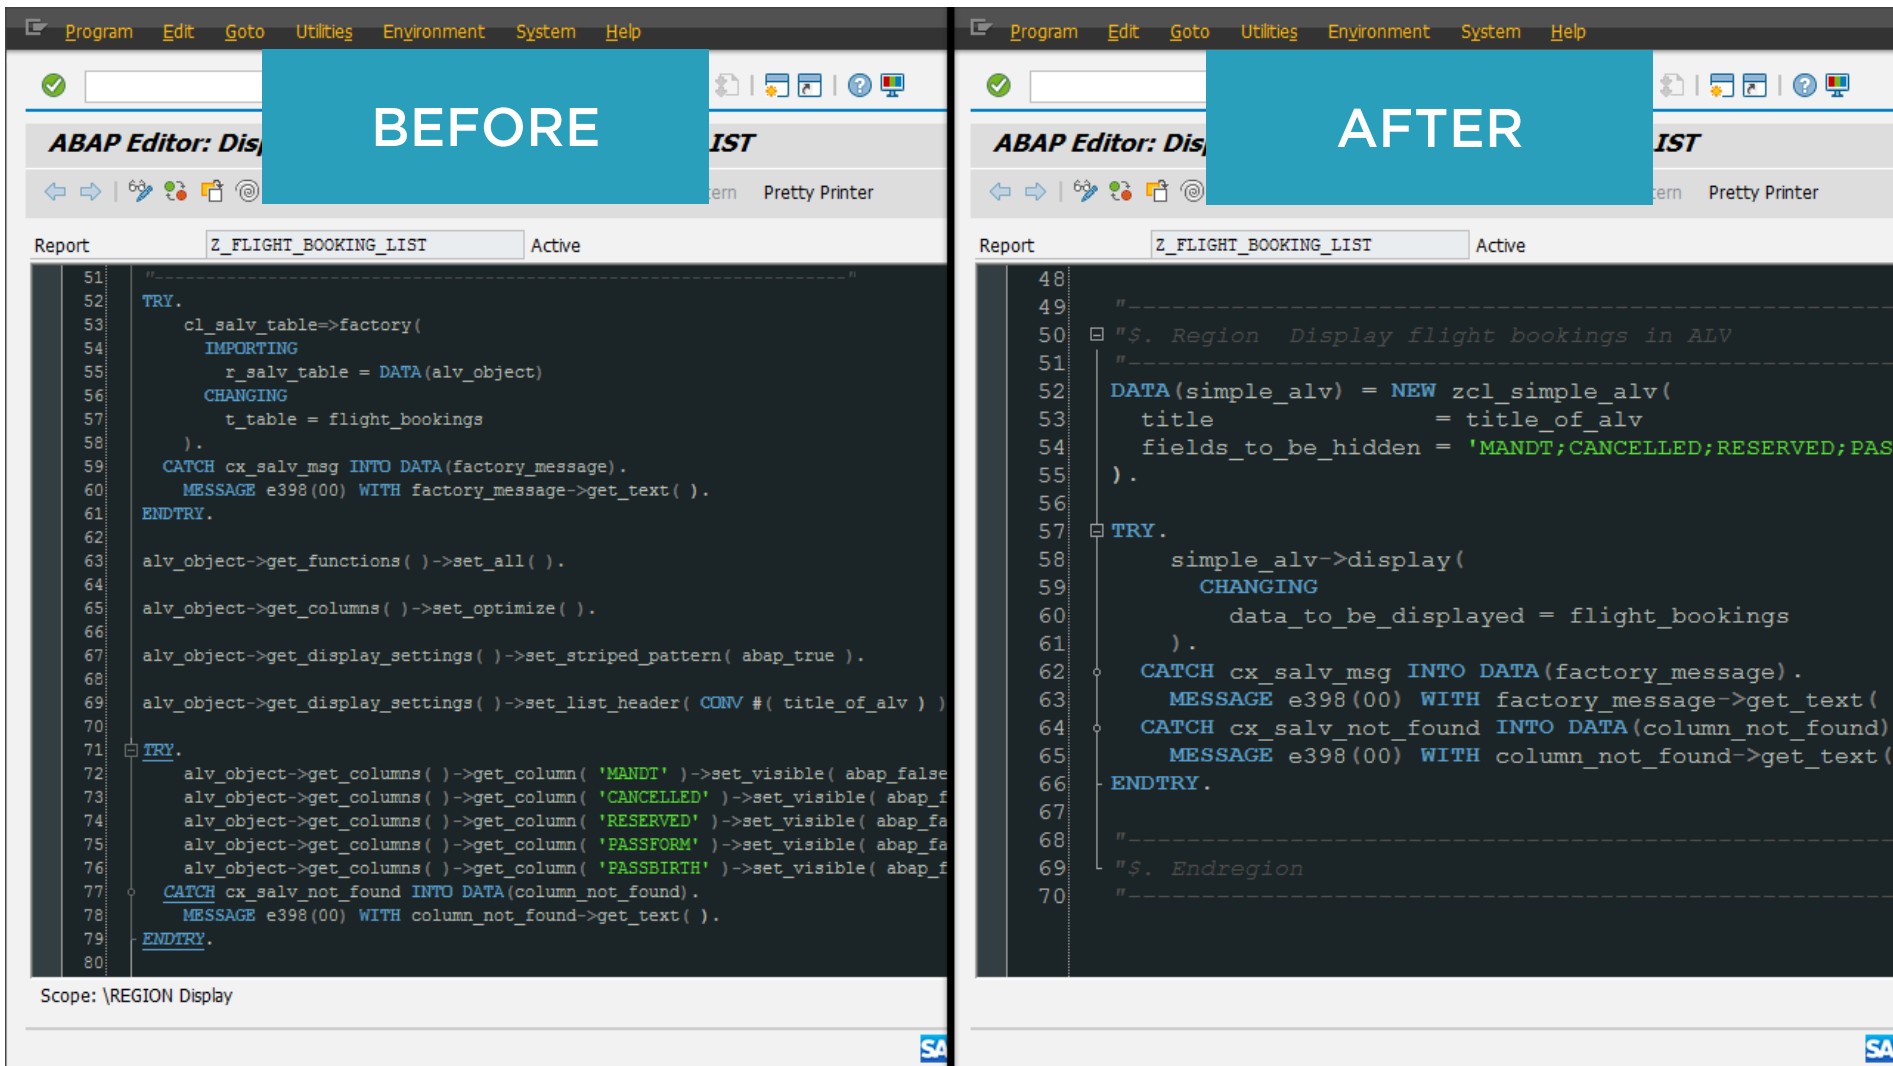 Program Edit Goto Utilities Environment System Help
BEFORE
ABAP Editor: Dis
IST
Pretty Printer
Report Z_FLIGHT_BOOKING_LIST Active
51 "-------------------------------------------------------------------"
52 TRY.
53 cl_salv_table=>factory(
54 IMPORTING
55 r_salv_table = DATA(alv_object)
56 CHANGING
57 t_table = flight_bookings
58 ).
59 CATCH cx_salv_msg INTO DATA(factory_message).
60 MESSAGE e398(00) WITH factory_message->get_text( ).
61 ENDTRY.
62
63 alv_object->get_functions( )->set_all( ).
64
65 alv_object->get_columns( )->set_optimize( ).
66
67 alv_object->get_display_settings( )->set_striped_pattern( abap_true ).
68
69 alv_object->get_display_settings( )->set_list_header( CONV #( title_of_alv ) )
70
71 TRY.
72 alv_object->get_columns( )->get_column( 'MANDT' )->set_visible( abap_false
73 alv_object->get_columns( )->get_column( 'CANCELLED' )->set_visible( abap_f
74 alv_object->get_columns( )->get_column( 'RESERVED' )->set_visible( abap_fa
75 alv_object->get_columns( )->get_column( 'PASSFORM' )->set_visible( abap_fa
76 alv_object->get_columns( )->get_column( 'PASSBIRTH' )->set_visible( abap_f
77 CATCH cx_salv_not_found INTO DATA(column_not_found).
78 MESSAGE e398(00) WITH column_not_found->get_text( ).
79 ENDTRY.
80
Scope: \REGION Display
SA
Program Edit Goto Utilities Environment System Help
AFTER
ABAP Editor: Dis
IST
Pretty Printer
Report Z_FLIGHT_BOOKING_LIST Active
48
49 "----------------------------------------------------
50 "$. Region Display flight bookings in ALV
51 "----------------------------------------------------
52 DATA(simple_alv) = NEW zcl_simple_alv(
53 title = title_of_alv
54 fields_to_be_hidden = 'MANDT;CANCELLED;RESERVED;PAS
55 ).
56
57 TRY.
58 simple_alv->display(
59 CHANGING
60 data_to_be_displayed = flight_bookings
61 ).
62 CATCH cx_salv_msg INTO DATA(factory_message).
63 MESSAGE e398(00) WITH factory_message->get_text(
64 CATCH cx_salv_not_found INTO DATA(column_not_found)
65 MESSAGE e398(00) WITH column_not_found->get_text(
66 ENDTRY.
67
68 "----------------------------------------------------
69 "$. Endregion
70 "----------------------------------------------------
SA